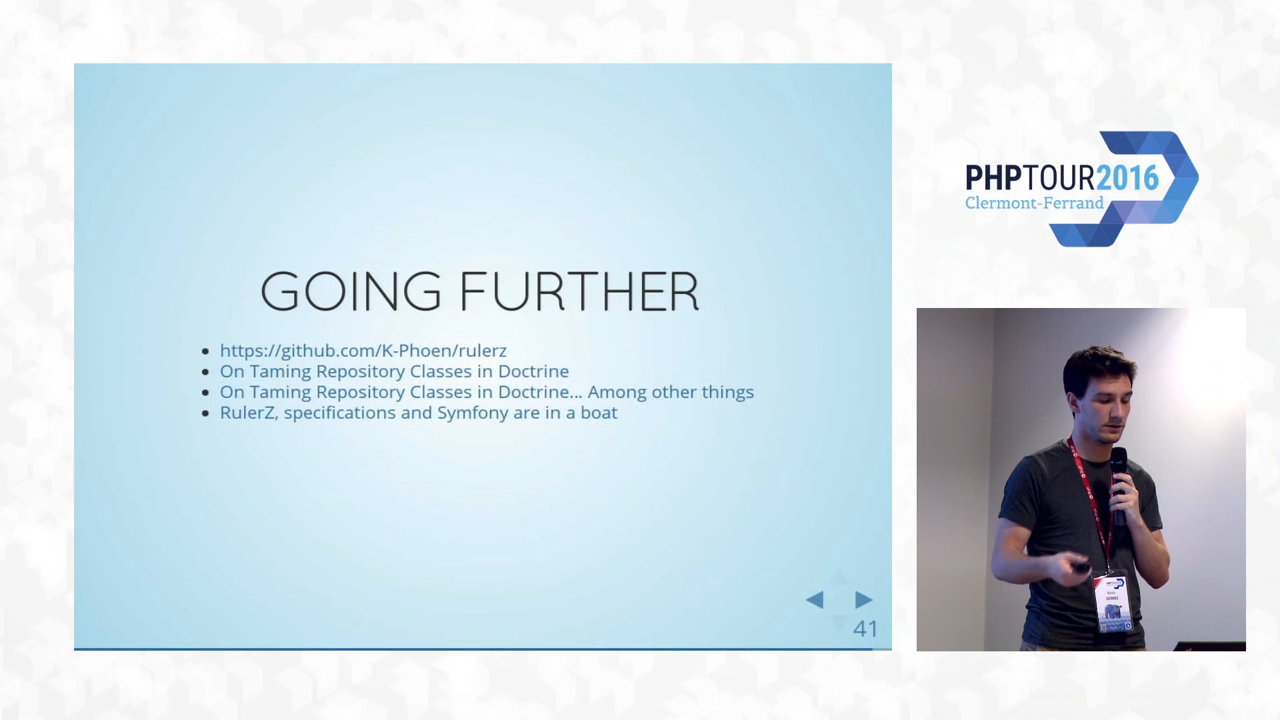 GOING FURTHER
https://github.com/K-Phoen/rulerz
On Taming Repository Classes in Doctrine
On Taming Repository Classes in Doctrine... Among other things
RulerZ, specifications and Symfony are in a boat
41
PHPTOUR2016
Clermont-Ferrand